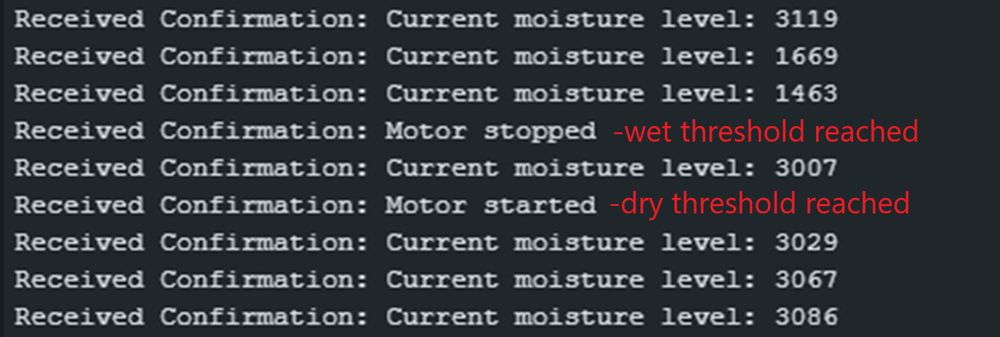 Received Confirmation: Current moisture level: 3119
Received Confirmation: Current moisture level: 1669
Received Confirmation: Current moisture level: 1463
Received Confirmation: Motor stopped -wet threshold reached
Received Confirmation: Current moisture level: 3007
Received Confirmation: Motor started -dry threshold reached
Received Confirmation: Current moisture level: 3029
Received Confirmation: Current moisture level: 3067
Received Confirmation: Current moisture level: 3086